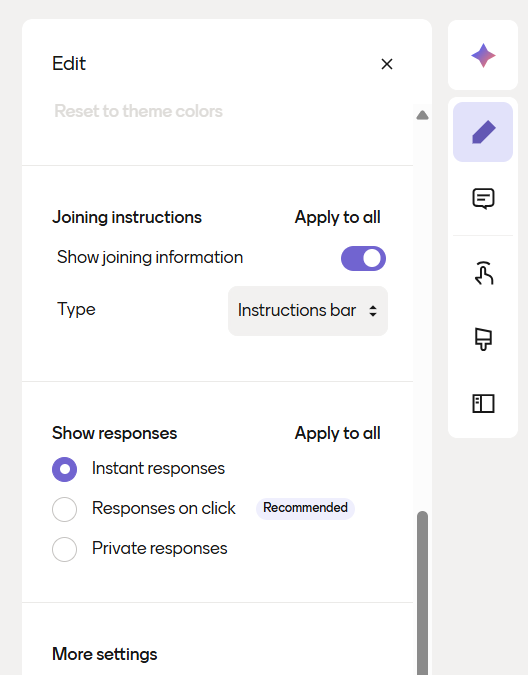 Edit
Reset to theme colors
Joining instructions Apply to all
Show joining information
Type Instructions bar
Show responses Apply to all
Instant responses
Responses on click Recommended
Private responses
More settings